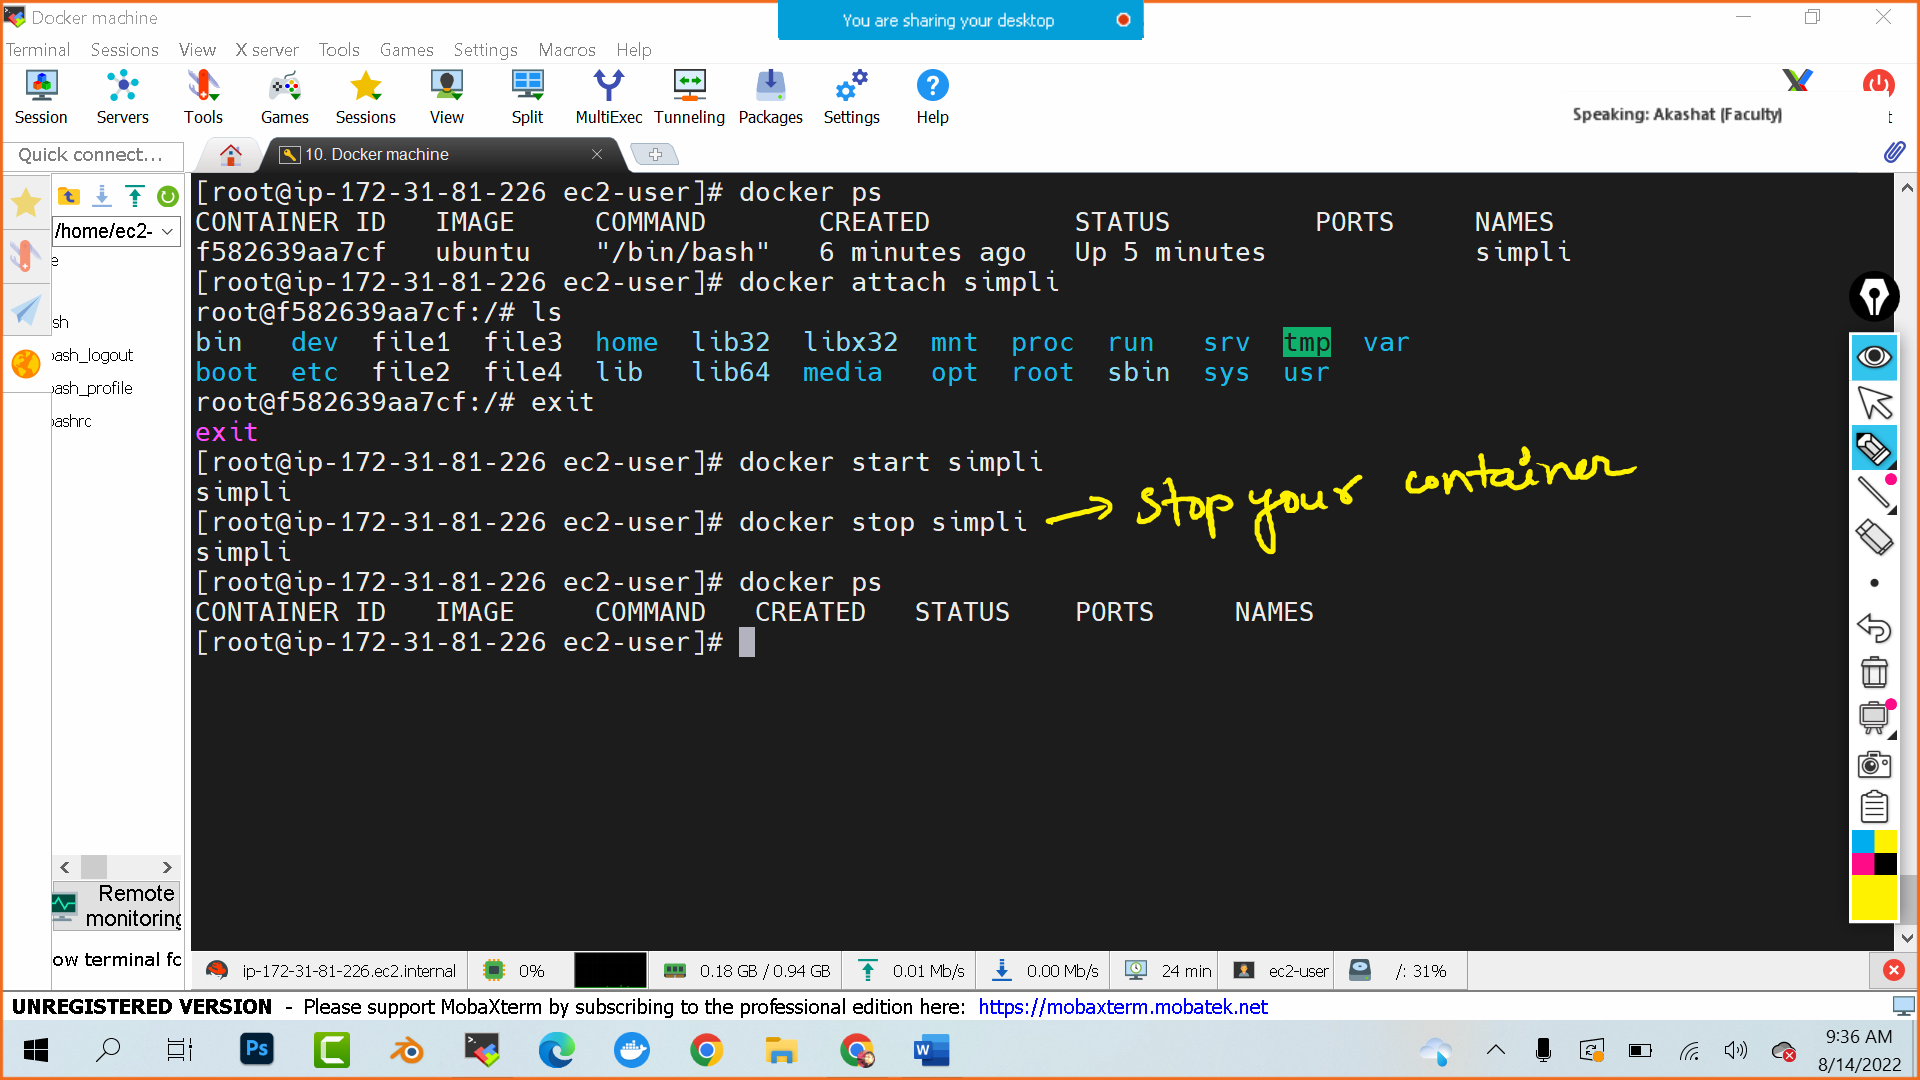 Docker machine
You are sharing your desktop
Terminal Sessions View X server Tools Games Settings Macros Help
Session Servers Tools Games Sessions View Split MultiExec Tunneling Packages Settings Help
Speaking: Akashat (Faculty)
Quick connect...
10. Docker machine
/home/ec2-
[root@ip-172-31-81-226 ec2-user]# docker ps
CONTAINER ID IMAGE COMMAND CREATED STATUS PORTS NAMES
f582639aa7cf ubuntu "/bin/bash" 6 minutes ago Up 5 minutes simpli
[root@ip-172-31-81-226 ec2-user]# docker attach simpli
root@f582639aa7cf:/# ls
bin dev file1 file3 home lib32 libx32 mnt proc run srv tmp var
boot etc file2 file4 lib lib64 media opt root sbin sys usr
root@f582639aa7cf:/# exit
exit
[root@ip-172-31-81-226 ec2-user]# docker start simpli
simpli
[root@ip-172-31-81-226 ec2-user]# docker stop simpli → stop your container
simpli
[root@ip-172-31-81-226 ec2-user]# docker ps
CONTAINER ID IMAGE COMMAND CREATED STATUS PORTS NAMES
[root@ip-172-31-81-226 ec2-user]#
e
sh
bash_logout
bash_profile
bashrc
Remote
monitoring
ow terminal fo
ip-172-31-81-226.ec2.internal 0% 0.18 GB / 0.94 GB 0.01 Mb/s 0.00 Mb/s 24 min ec2-user /: 31%
UNREGISTERED VERSION - Please support MobaXterm by subscribing to the professional edition here: https://mobaxterm.mobatek.net
Ps
C
W
9:36 AM
8/14/2022